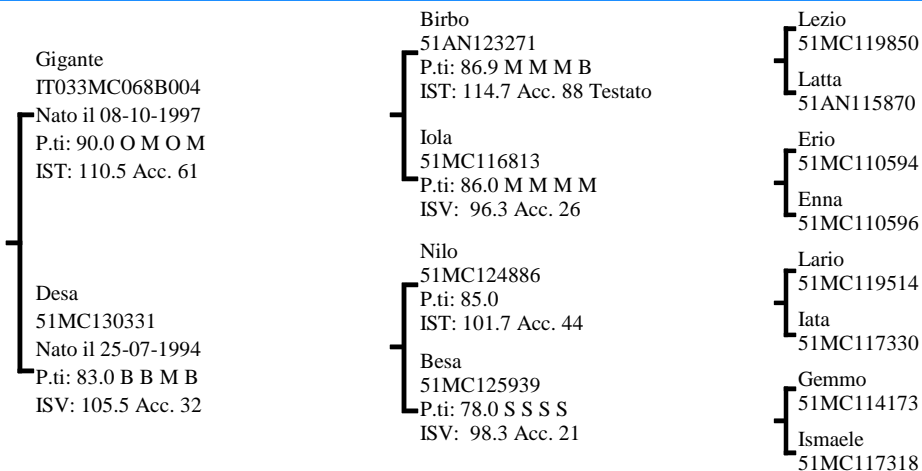 Gigante
IT033MC068B004
Nato il 08-10-1997
P.ti: 90.0 O M O M
IST: 110.5 Acc. 61
Desa
51MC130331
Nato il 25-07-1994
P.ti: 83.0 B B M B
ISV: 105.5 Acc. 32
Birbo
51AN123271
P.ti: 86.9 M M M B
IST: 114.7 Acc. 88 Testato
Iola
51MC116813
P.ti: 86.0 M M M M
ISV: 96.3 Acc. 26
Nilo
51MC124886
P.ti: 85.0
IST: 101.7 Acc. 44
Besa
51MC125939
P.ti: 78.0 S S S S
ISV: 98.3 Acc. 21
Lezio
51MC119850
Latta
51AN115870
Erio
51MC110594
Enna
51MC110596
Lario
51MC119514
Iata
51MC117330
Gemmo
51MC114173
Ismaele
51MC117318